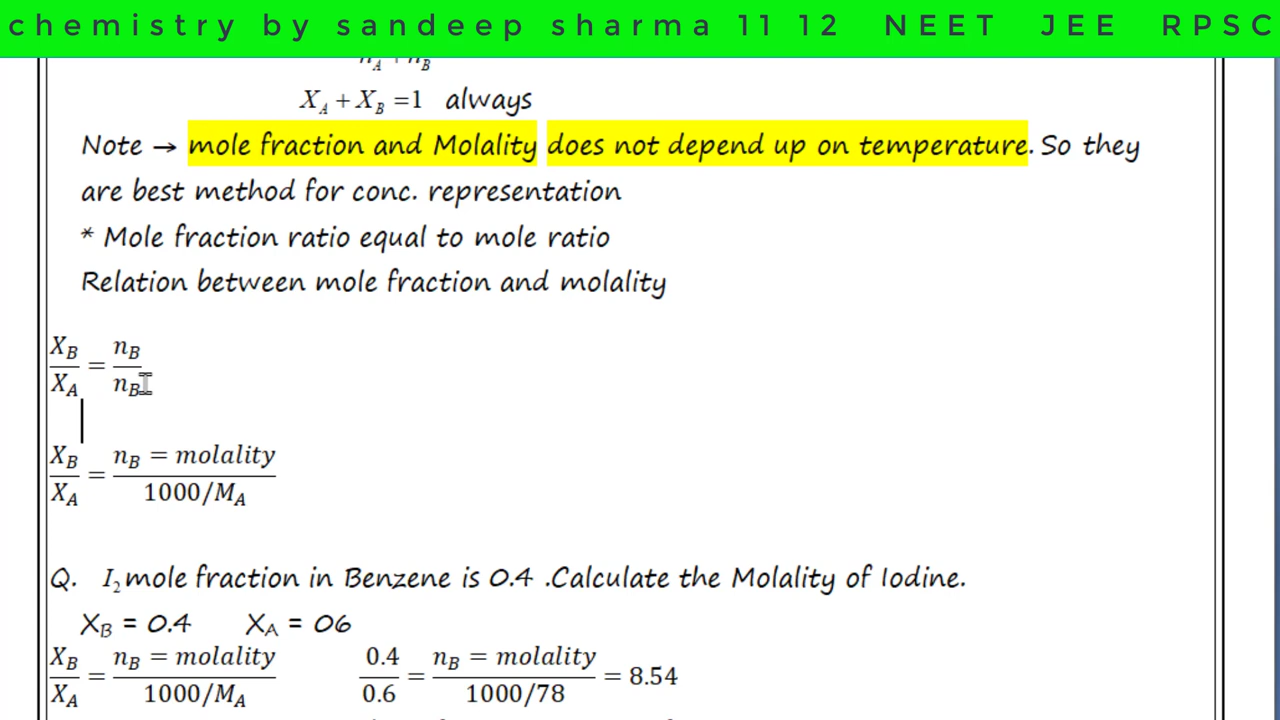 chemistry by sandeep sharma 11 12 NEET JEE RPSC
n_A + n_B
X_A + X_B = 1 always
Note → mole fraction and Molality does not depend up on temperature. So they
are best method for conc. representation
* Mole fraction ratio equal to mole ratio
Relation between mole fraction and molality
X_B / X_A = n_B / n_B
X_B / X_A = n_B = molality / 1000/M_A
Q. I_2 mole fraction in Benzene is 0.4 .Calculate the Molality of Iodine.
X_B = 0.4 X_A = 06
X_B / X_A = n_B = molality / 1000/M_A 0.4 / 0.6 = n_B = molality / 1000/78 = 8.54